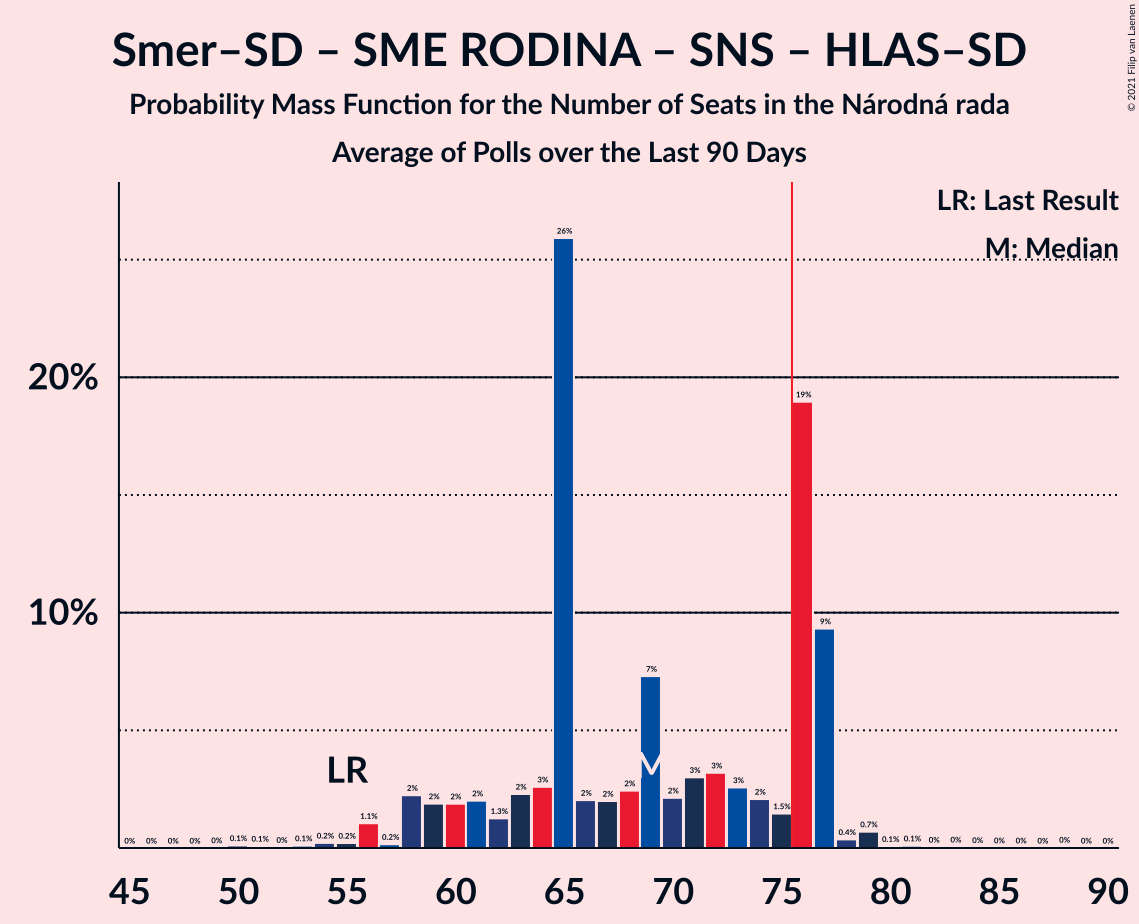 Smer–SD – SME RODINA – SNS – HLAS–SD
Probability Mass Function for the Number of Seats in the Národná rada
Average of Polls over the Last 90 Days
© 2021 Filip van Laenen
LR: Last Result
M: Median
20%
10%
LR
0% 0% 0% 0% 0% 0.1% 0.1% 0% 0.1% 0.2% 0.2% 1.1% 0.2% 2% 2% 2% 2% 1.3% 2% 3% 26% 2% 2% 2% 7% 2% 3% 3% 3% 2% 1.5% 19% 9% 0.4% 0.7% 0.1% 0.1% 0% 0% 0% 0% 0% 0% 0% 0% 0%
M
45 50 55 60 65 70 75 80 85 90